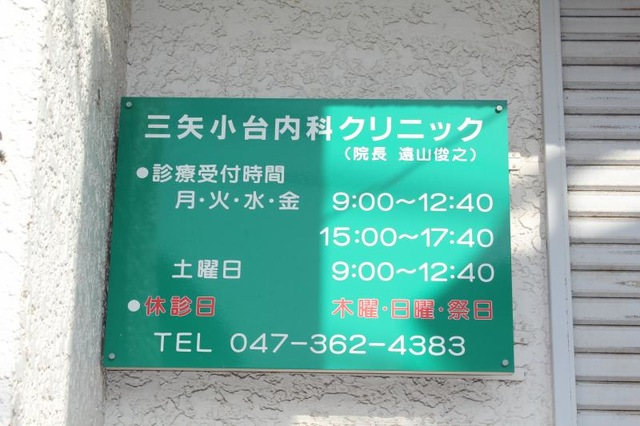 三矢小台内科クリニック
(院長 遠山俊之)
●診療受付時間
月・火・水・金 9:00〜12:40
15:00〜17:40
土曜日 9:00〜12:40
●休診日 木曜・日曜・祭日
TEL 047-362-4383